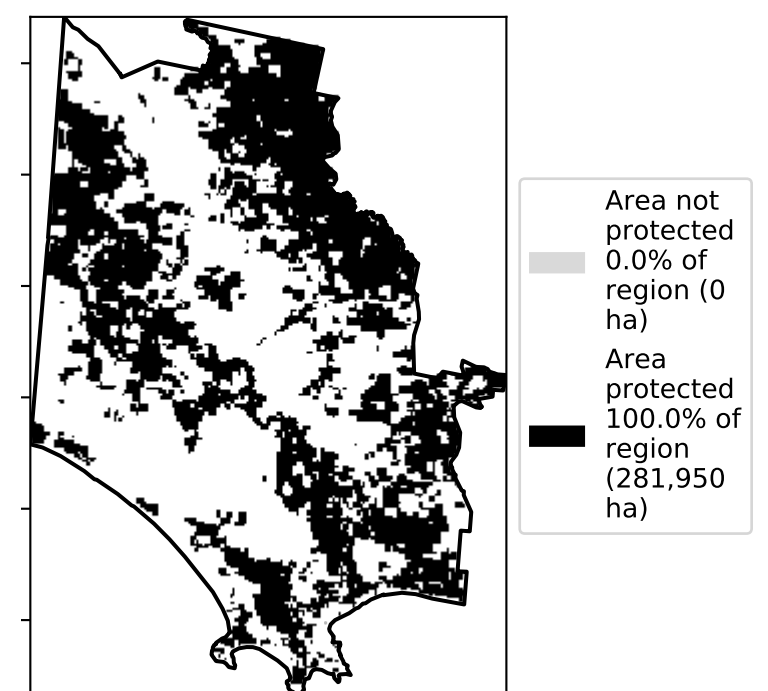 Area not
protected
0.0% of
region (0
ha)
Area
protected
100.0% of
region
(281,950
ha)